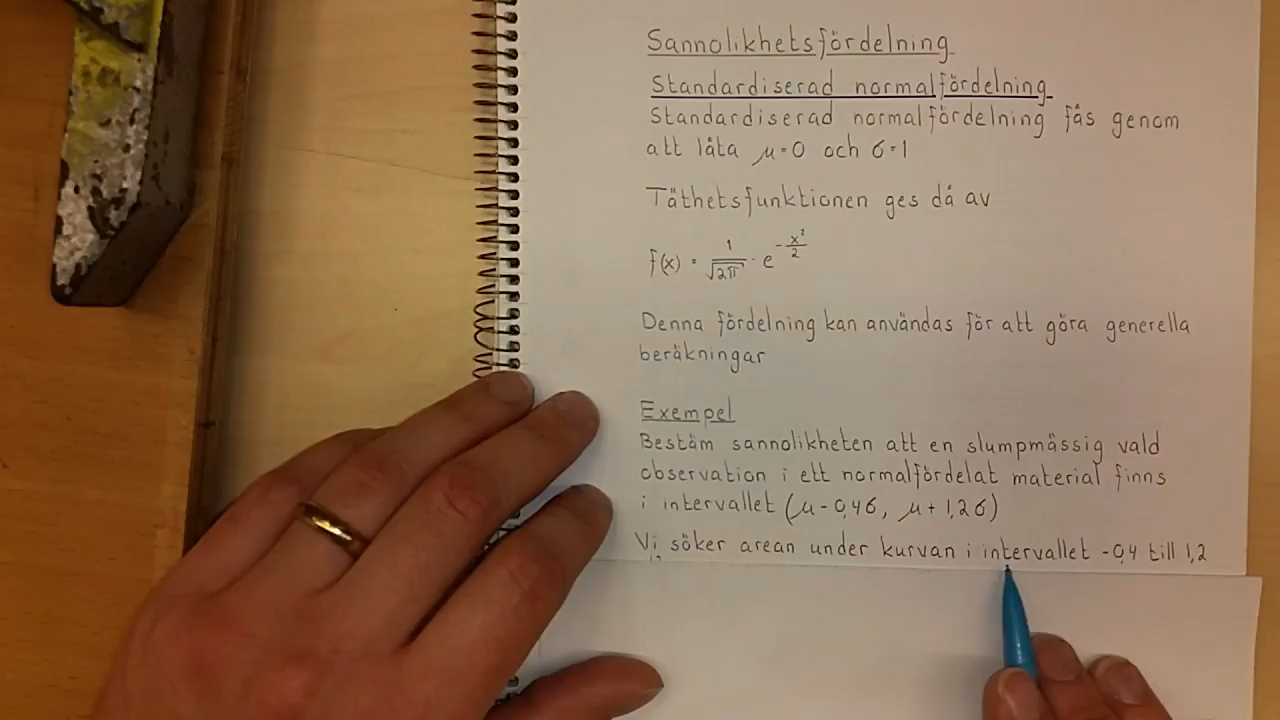 Sannolikhetsfördelning
Standardiserad normalfördelning
Standardiserad normalfördelning fås genom
att låta μ=0 och σ=1
Täthetsfunktionen ges då av
f(x) = 1/√2π · e^(-x²/2)
Denna fördelning kan användas för att göra generella
beräkningar
Exempel
Bestäm sannolikheten att en slumpmässig vald
observation i ett normalfördelat material finns
i intervallet (μ-0,4σ, μ+1,2σ)
Vi söker arean under kurvan i intervallet -0,4 till 1,2